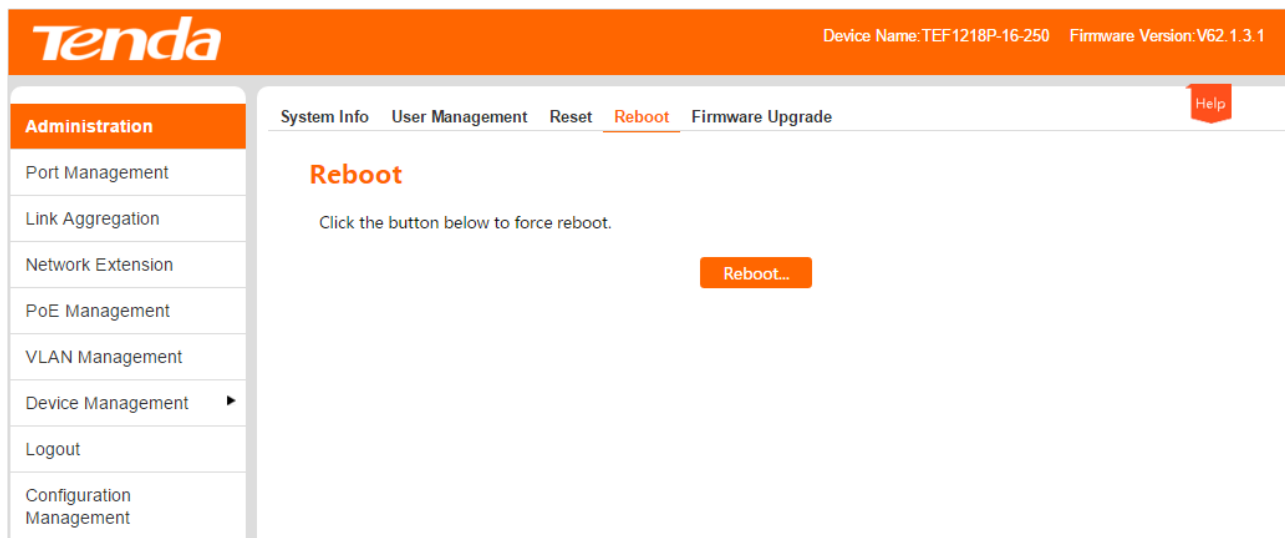 Tenda
Device Name:TEF1218P-16-250 Firmware Version:V62.1.3.1
Help
System Info User Management Reset Reboot Firmware Upgrade
Administration
Port Management
Link Aggregation
Network Extension
PoE Management
VLAN Management
Device Management
Logout
Configuration
Management
Reboot
Click the button below to force reboot.
Reboot...